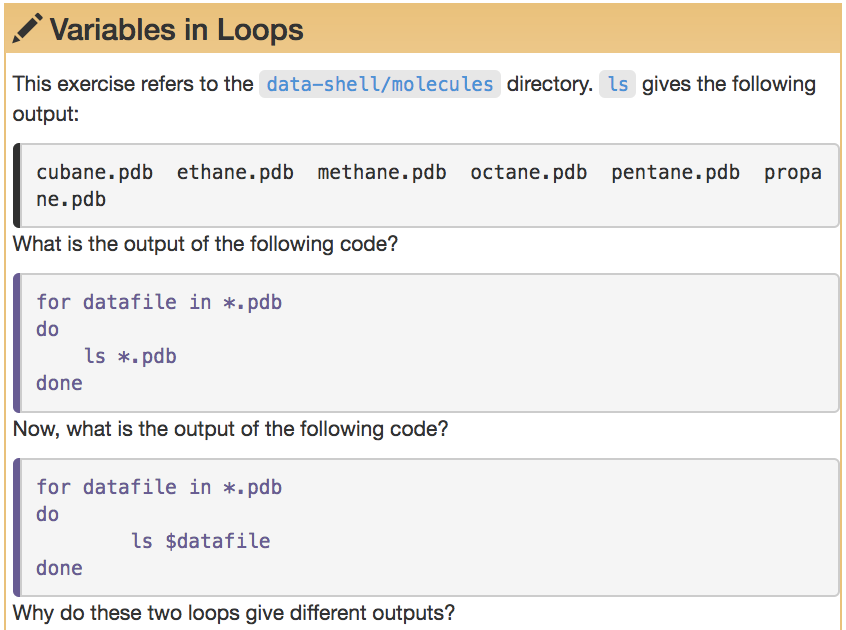 Variables in Loops
This exercise refers to the data-shell/molecules directory. ls gives the following
output:
cubane.pdb  ethane.pdb  methane.pdb  octane.pdb  pentane.pdb  propa
ne.pdb
What is the output of the following code?
for datafile in *.pdb
do
    ls *.pdb
done
Now, what is the output of the following code?
for datafile in *.pdb
do
        ls $datafile
done
Why do these two loops give different outputs?